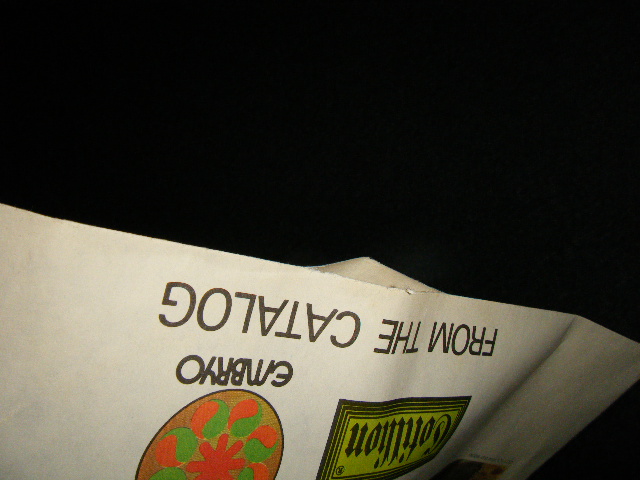 FROM THE CATALOG
EMBRYO
Cotillion®